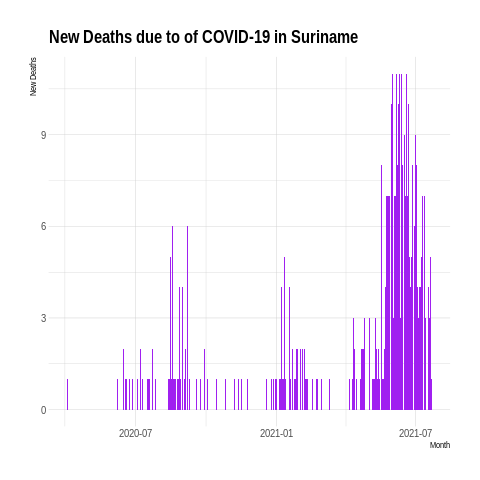 New Deaths due to of COVID-19 in Suriname
New Deaths
9
6
3
0
2020-07
2021-01
2021-07
Month